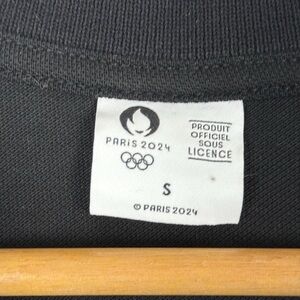 PARIS 2024
PRODUIT
OFFICIEL
SOUS
LICENCE
S
© PARIS 2024